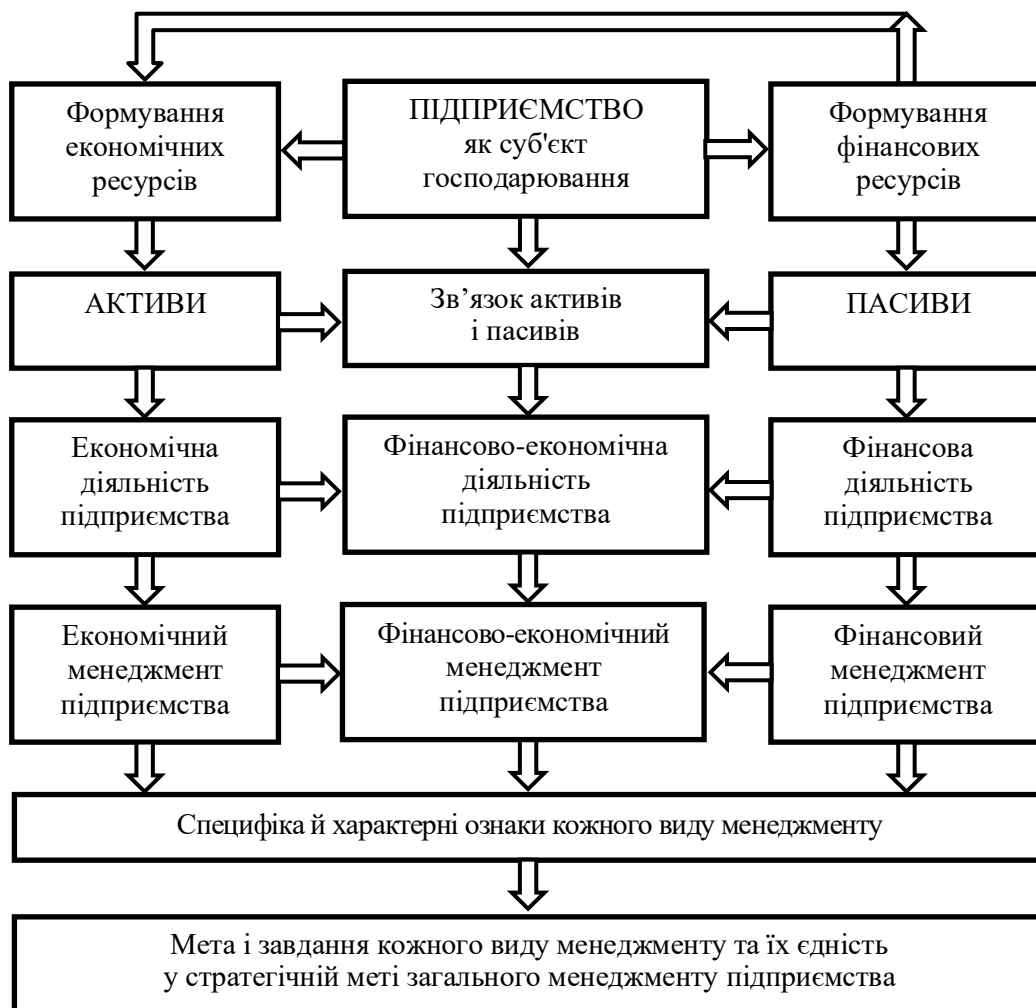 Формування
економічних
ресурсів
ПІДПРИЄМСТВО
як суб'єкт
господарювання
Формування
фінансових
ресурсів
АКТИВИ
Зв’язок активів
і пасивів
ПАСИВИ
Економічна
діяльність
підприємства
Фінансово-економічна
діяльність
підприємства
Фінансова
діяльність
підприємства
Економічний
менеджмент
підприємства
Фінансово-економічний
менеджмент
підприємства
Фінансовий
менеджмент
підприємства
Специфіка й характерні ознаки кожного виду менеджменту
Мета і завдання кожного виду менеджменту та їх єдність
у стратегічній меті загального менеджменту підприємства